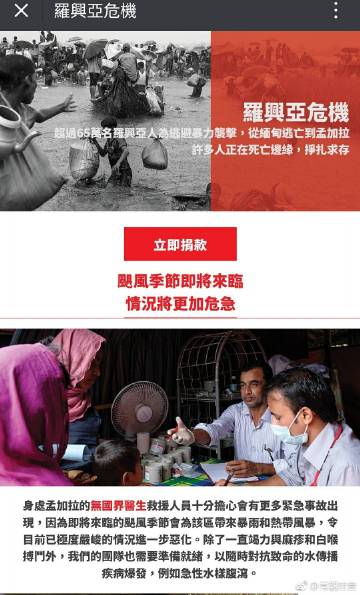 羅興亞危機
羅興亞危機
超過65萬名羅興亞人為逃避暴力襲擊，從緬甸逃亡到孟加拉
許多人正在死亡邊緣，掙扎求存
立即捐款
颶風季節即將來臨
情況將更加危急
身處孟加拉的無國界醫生救援人員十分擔心會有更多緊急事故出
現，因為即將來臨的颶風季節會為該區帶來暴雨和熱帶風暴，令
目前已極度嚴峻的情況進一步惡化。除了一直竭力與麻疹和白喉
搏鬥外，我們的團隊也需要準備就緒，以隨時對抗致命的水傳播
疾病爆發，例如急性水樣腹瀉。